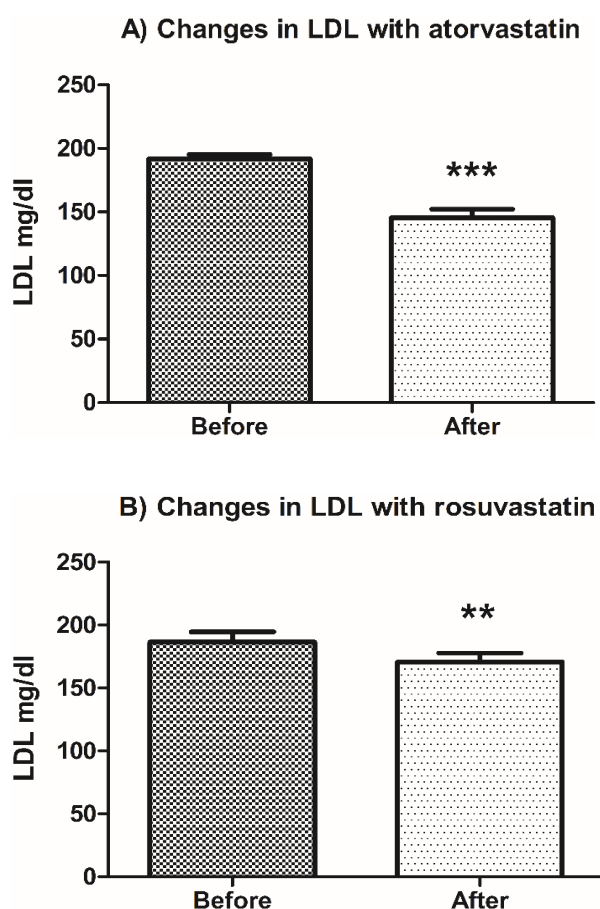 A) Changes in LDL with atorvastatin
250
200
150
100
50
0
LDL mg/dl
***
Before
After
B) Changes in LDL with rosuvastatin
250
200
150
100
50
0
LDL mg/dl
**
Before
After